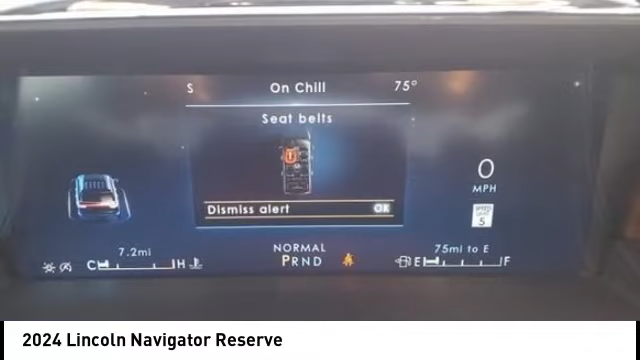 S On Chill 75°
Seat belts
Dismiss alert OK
0
MPH
SPEED LIMIT
5
7.2mi
NORMAL
75mi to E
C H
PRND
E F
2024 Lincoln Navigator Reserve